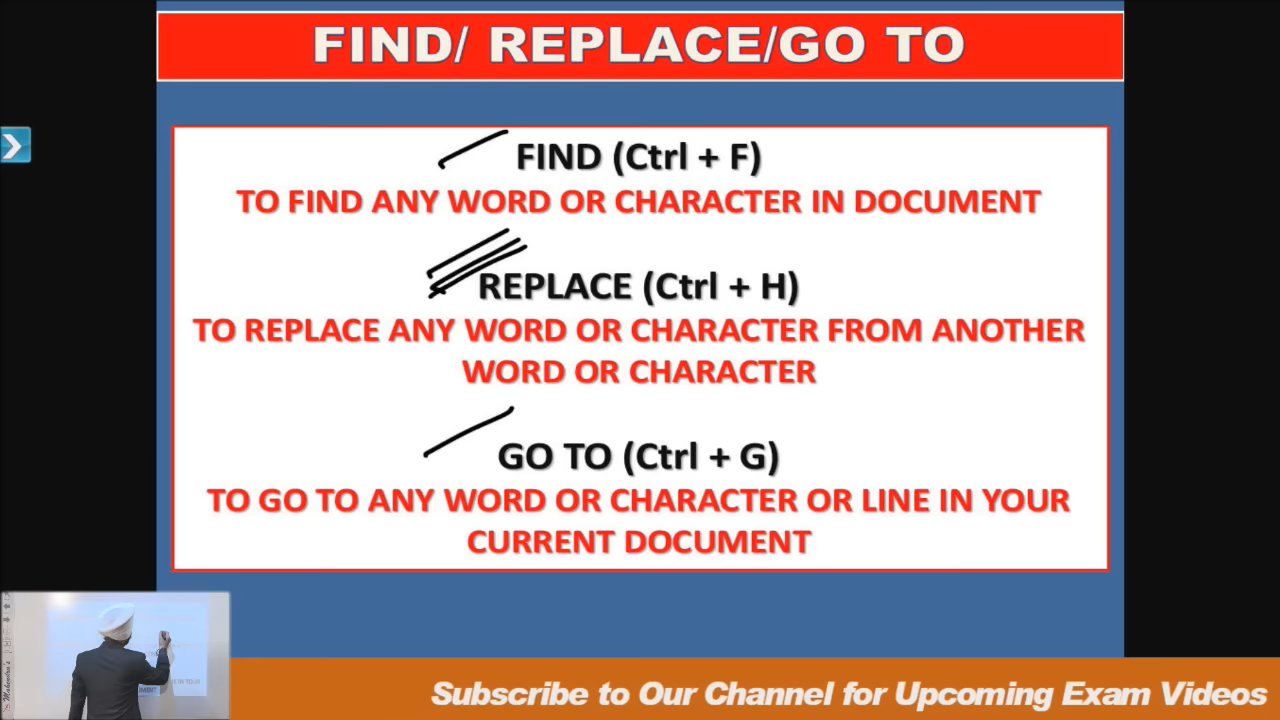 FIND/ REPLACE/GO TO
FIND (Ctrl + F)
TO FIND ANY WORD OR CHARACTER IN DOCUMENT
REPLACE (Ctrl + H)
TO REPLACE ANY WORD OR CHARACTER FROM ANOTHER
WORD OR CHARACTER
GO TO (Ctrl + G)
TO GO TO ANY WORD OR CHARACTER OR LINE IN YOUR
CURRENT DOCUMENT
Mahendra's
Subscribe to Our Channel for Upcoming Exam Videos